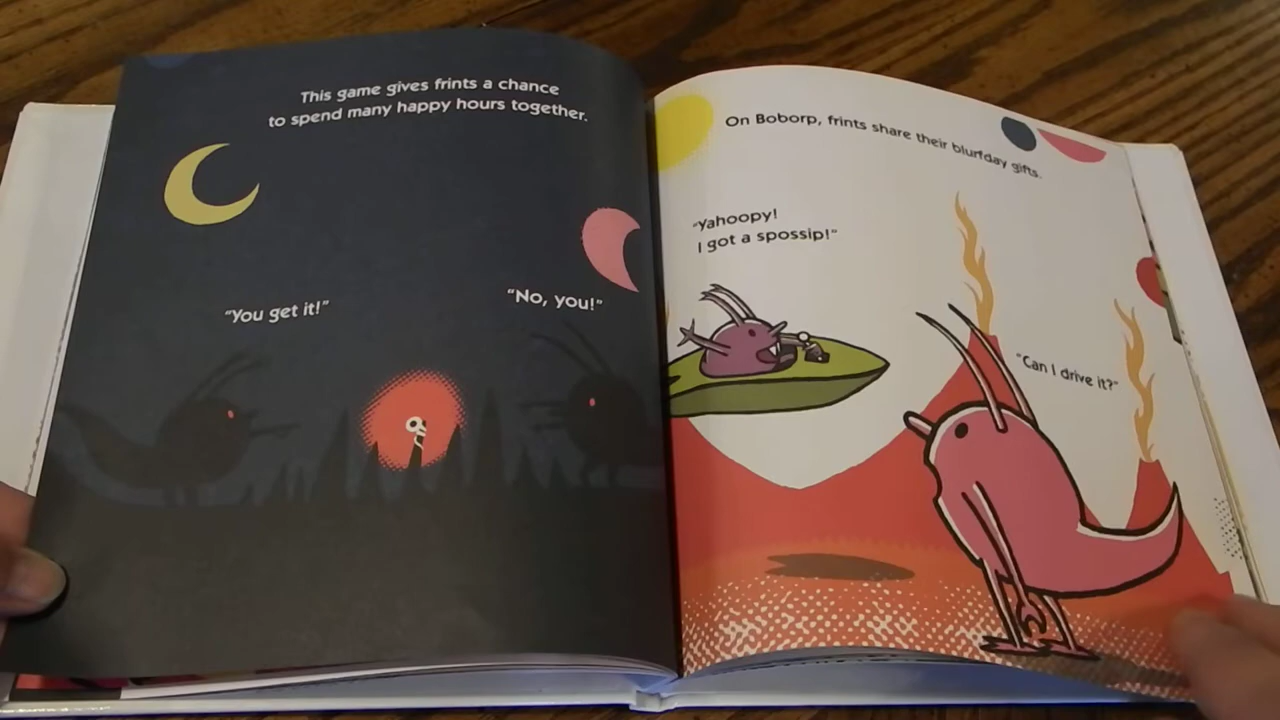 This game gives frints a chance
to spend many happy hours together.
"You get it!"
"No, you!"
On Boborp, frints share their blurfday gifts.
"Yahoopy!
I got a spossip!"
"Can I drive it?"